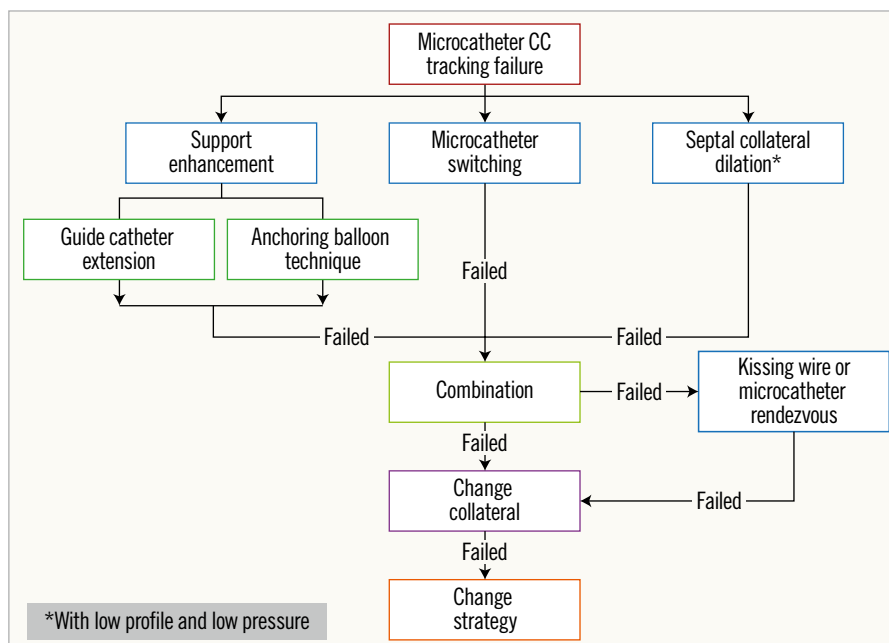 Microcatheter CC
tracking failure
Support
enhancement
Microcatheter
switching
Septal collateral
dilation*
Guide catheter
extension
Anchoring balloon
technique
Failed
Failed
Failed
Combination
Failed
Kissing wire or
microcatheter
rendezvous
Failed
Change
collateral
Failed
Failed
Change
strategy
*With low profile and low pressure